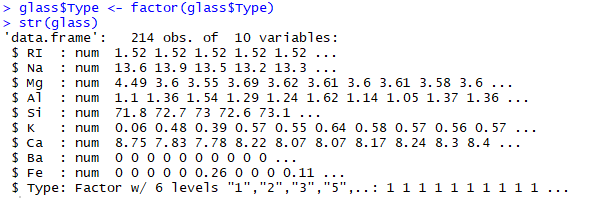 > glass$Type <- factor(glass$Type)
> str(glass)
'data.frame':   214 obs. of  10 variables:
 $ RI  : num  1.52 1.52 1.52 1.52 1.52 ...
 $ Na  : num  13.6 13.9 13.5 13.2 13.3 ...
 $ Mg  : num  4.49 3.6 3.55 3.69 3.62 3.61 3.6 3.61 3.58 3.6 ...
 $ Al  : num  1.1 1.36 1.54 1.29 1.24 1.62 1.14 1.05 1.37 1.36 ...
 $ Si  : num  71.8 72.7 73 72.6 73.1 ...
 $ K   : num  0.06 0.48 0.39 0.57 0.55 0.64 0.58 0.57 0.56 0.57 ...
 $ Ca  : num  8.75 7.83 7.78 8.22 8.07 8.07 8.17 8.24 8.3 8.4 ...
 $ Ba  : num  0 0 0 0 0 0 0 0 0 0 ...
 $ Fe  : num  0 0 0 0 0 0.26 0 0 0 0.11 ...
 $ Type: Factor w/ 6 levels "1","2","3","5",..: 1 1 1 1 1 1 1 1 1 1 ...